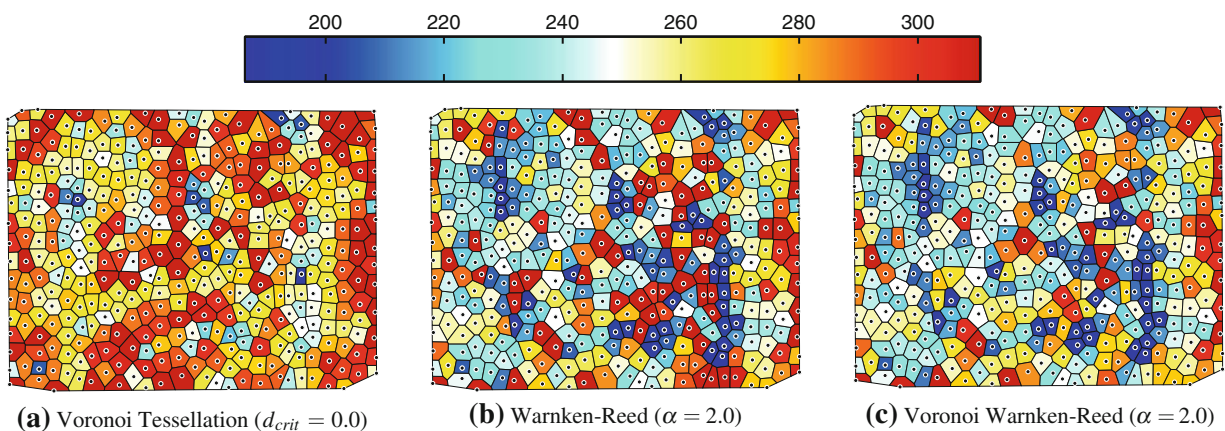 200 220 240 260 280 300
(a) Voronoi Tessellation (d_crit = 0.0) (b) Warnken-Reed (α = 2.0) (c) Voronoi Warnken-Reed (α = 2.0)